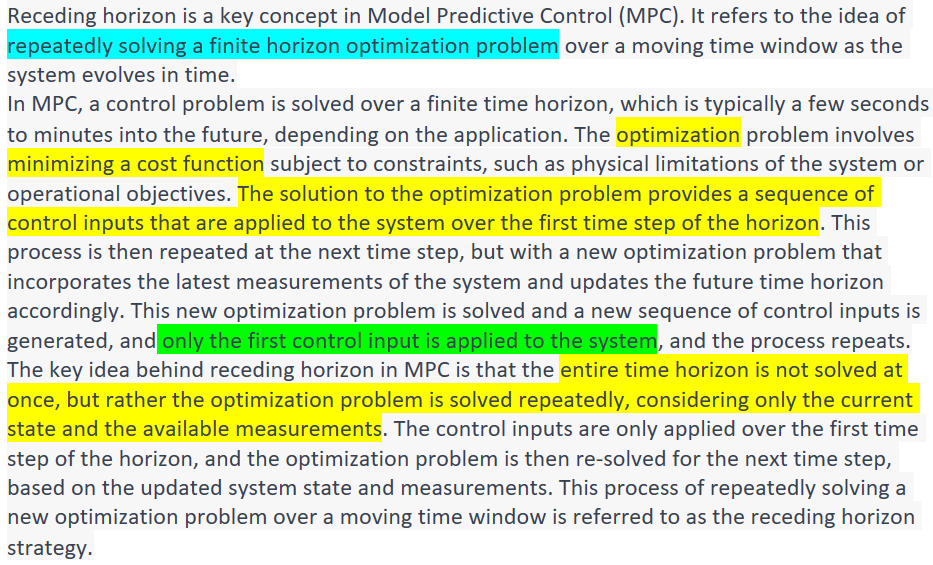 Receding horizon is a key concept in Model Predictive Control (MPC). It refers to the idea of
repeatedly solving a finite horizon optimization problem over a moving time window as the
system evolves in time.
In MPC, a control problem is solved over a finite time horizon, which is typically a few seconds
to minutes into the future, depending on the application. The optimization problem involves
minimizing a cost function subject to constraints, such as physical limitations of the system or
operational objectives. The solution to the optimization problem provides a sequence of
control inputs that are applied to the system over the first time step of the horizon. This
process is then repeated at the next time step, but with a new optimization problem that
incorporates the latest measurements of the system and updates the future time horizon
accordingly. This new optimization problem is solved and a new sequence of control inputs is
generated, and only the first control input is applied to the system, and the process repeats.
The key idea behind receding horizon in MPC is that the entire time horizon is not solved at
once, but rather the optimization problem is solved repeatedly, considering only the current
state and the available measurements. The control inputs are only applied over the first time
step of the horizon, and the optimization problem is then re-solved for the next time step,
based on the updated system state and measurements. This process of repeatedly solving a
new optimization problem over a moving time window is referred to as the receding horizon
strategy.